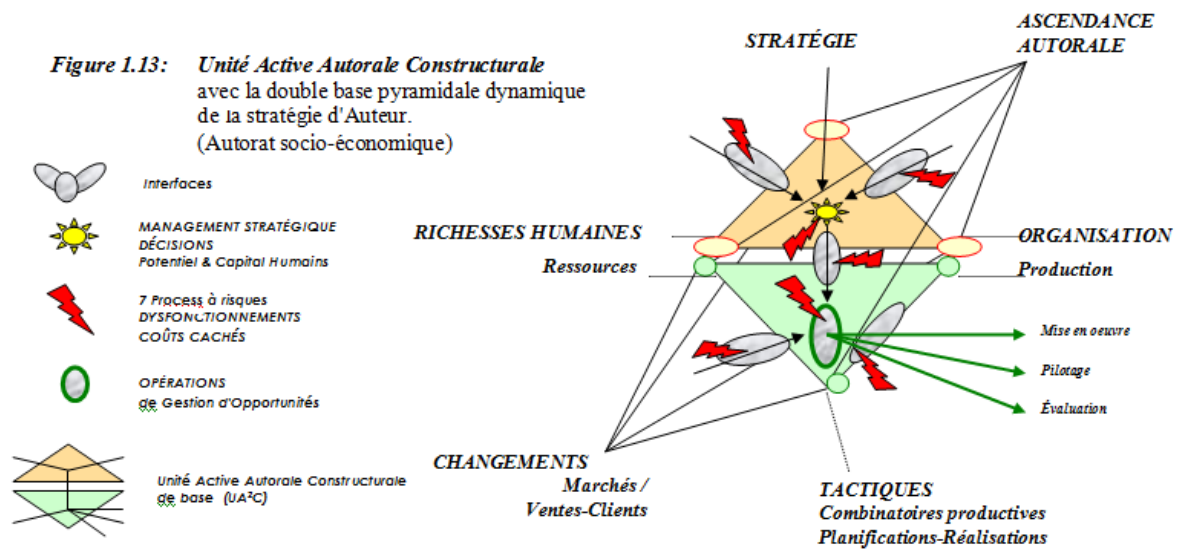 Figure 1.13: Unité Active Autorale Constructurale
avec la double base pyramidale dynamique
de la stratégie d'Auteur.
(Autorat socio-économique)
Interfaces
MANAGEMENT STRATÉGIQUE
DÉCISIONS
Potentiel & Capital Humains
7 Process à risques
DYSFONCTIONNEMENTS
COÛTS CACHÉS
OPÉRATIONS
de Gestion d'Opportunités
Unité Active Autorale Constructurale
de base (UA²C)
STRATÉGIE
ASCENDANCE
AUTORALE
RICHESSES HUMAINES
Ressources
ORGANISATION
Production
Mise en oeuvre
Pilotage
Évaluation
CHANGEMENTS
Marchés /
Ventes-Clients
TACTIQUES
Combinatoires productives
Planifications-Réalisations